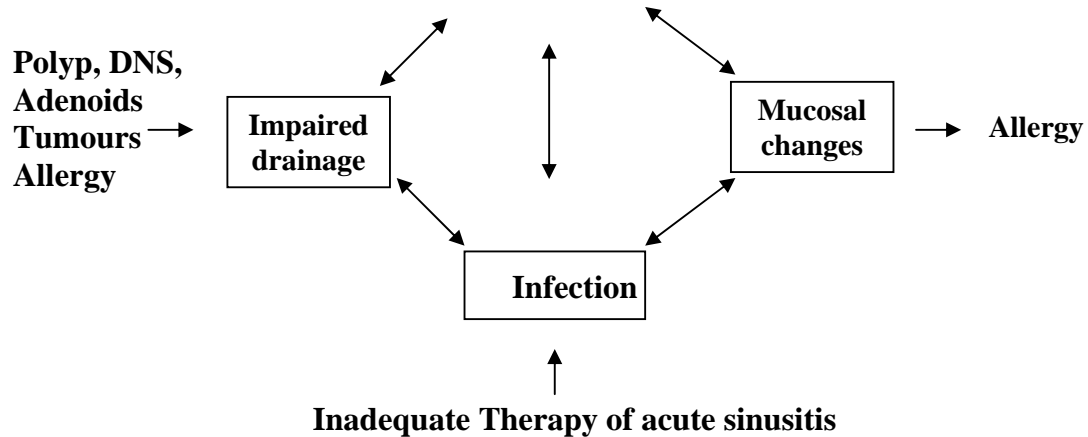 Polyp, DNS,
Adenoids
Tumours
Allergy
Impaired
drainage
Mucosal
changes
Allergy
Infection
Inadequate Therapy of acute sinusitis